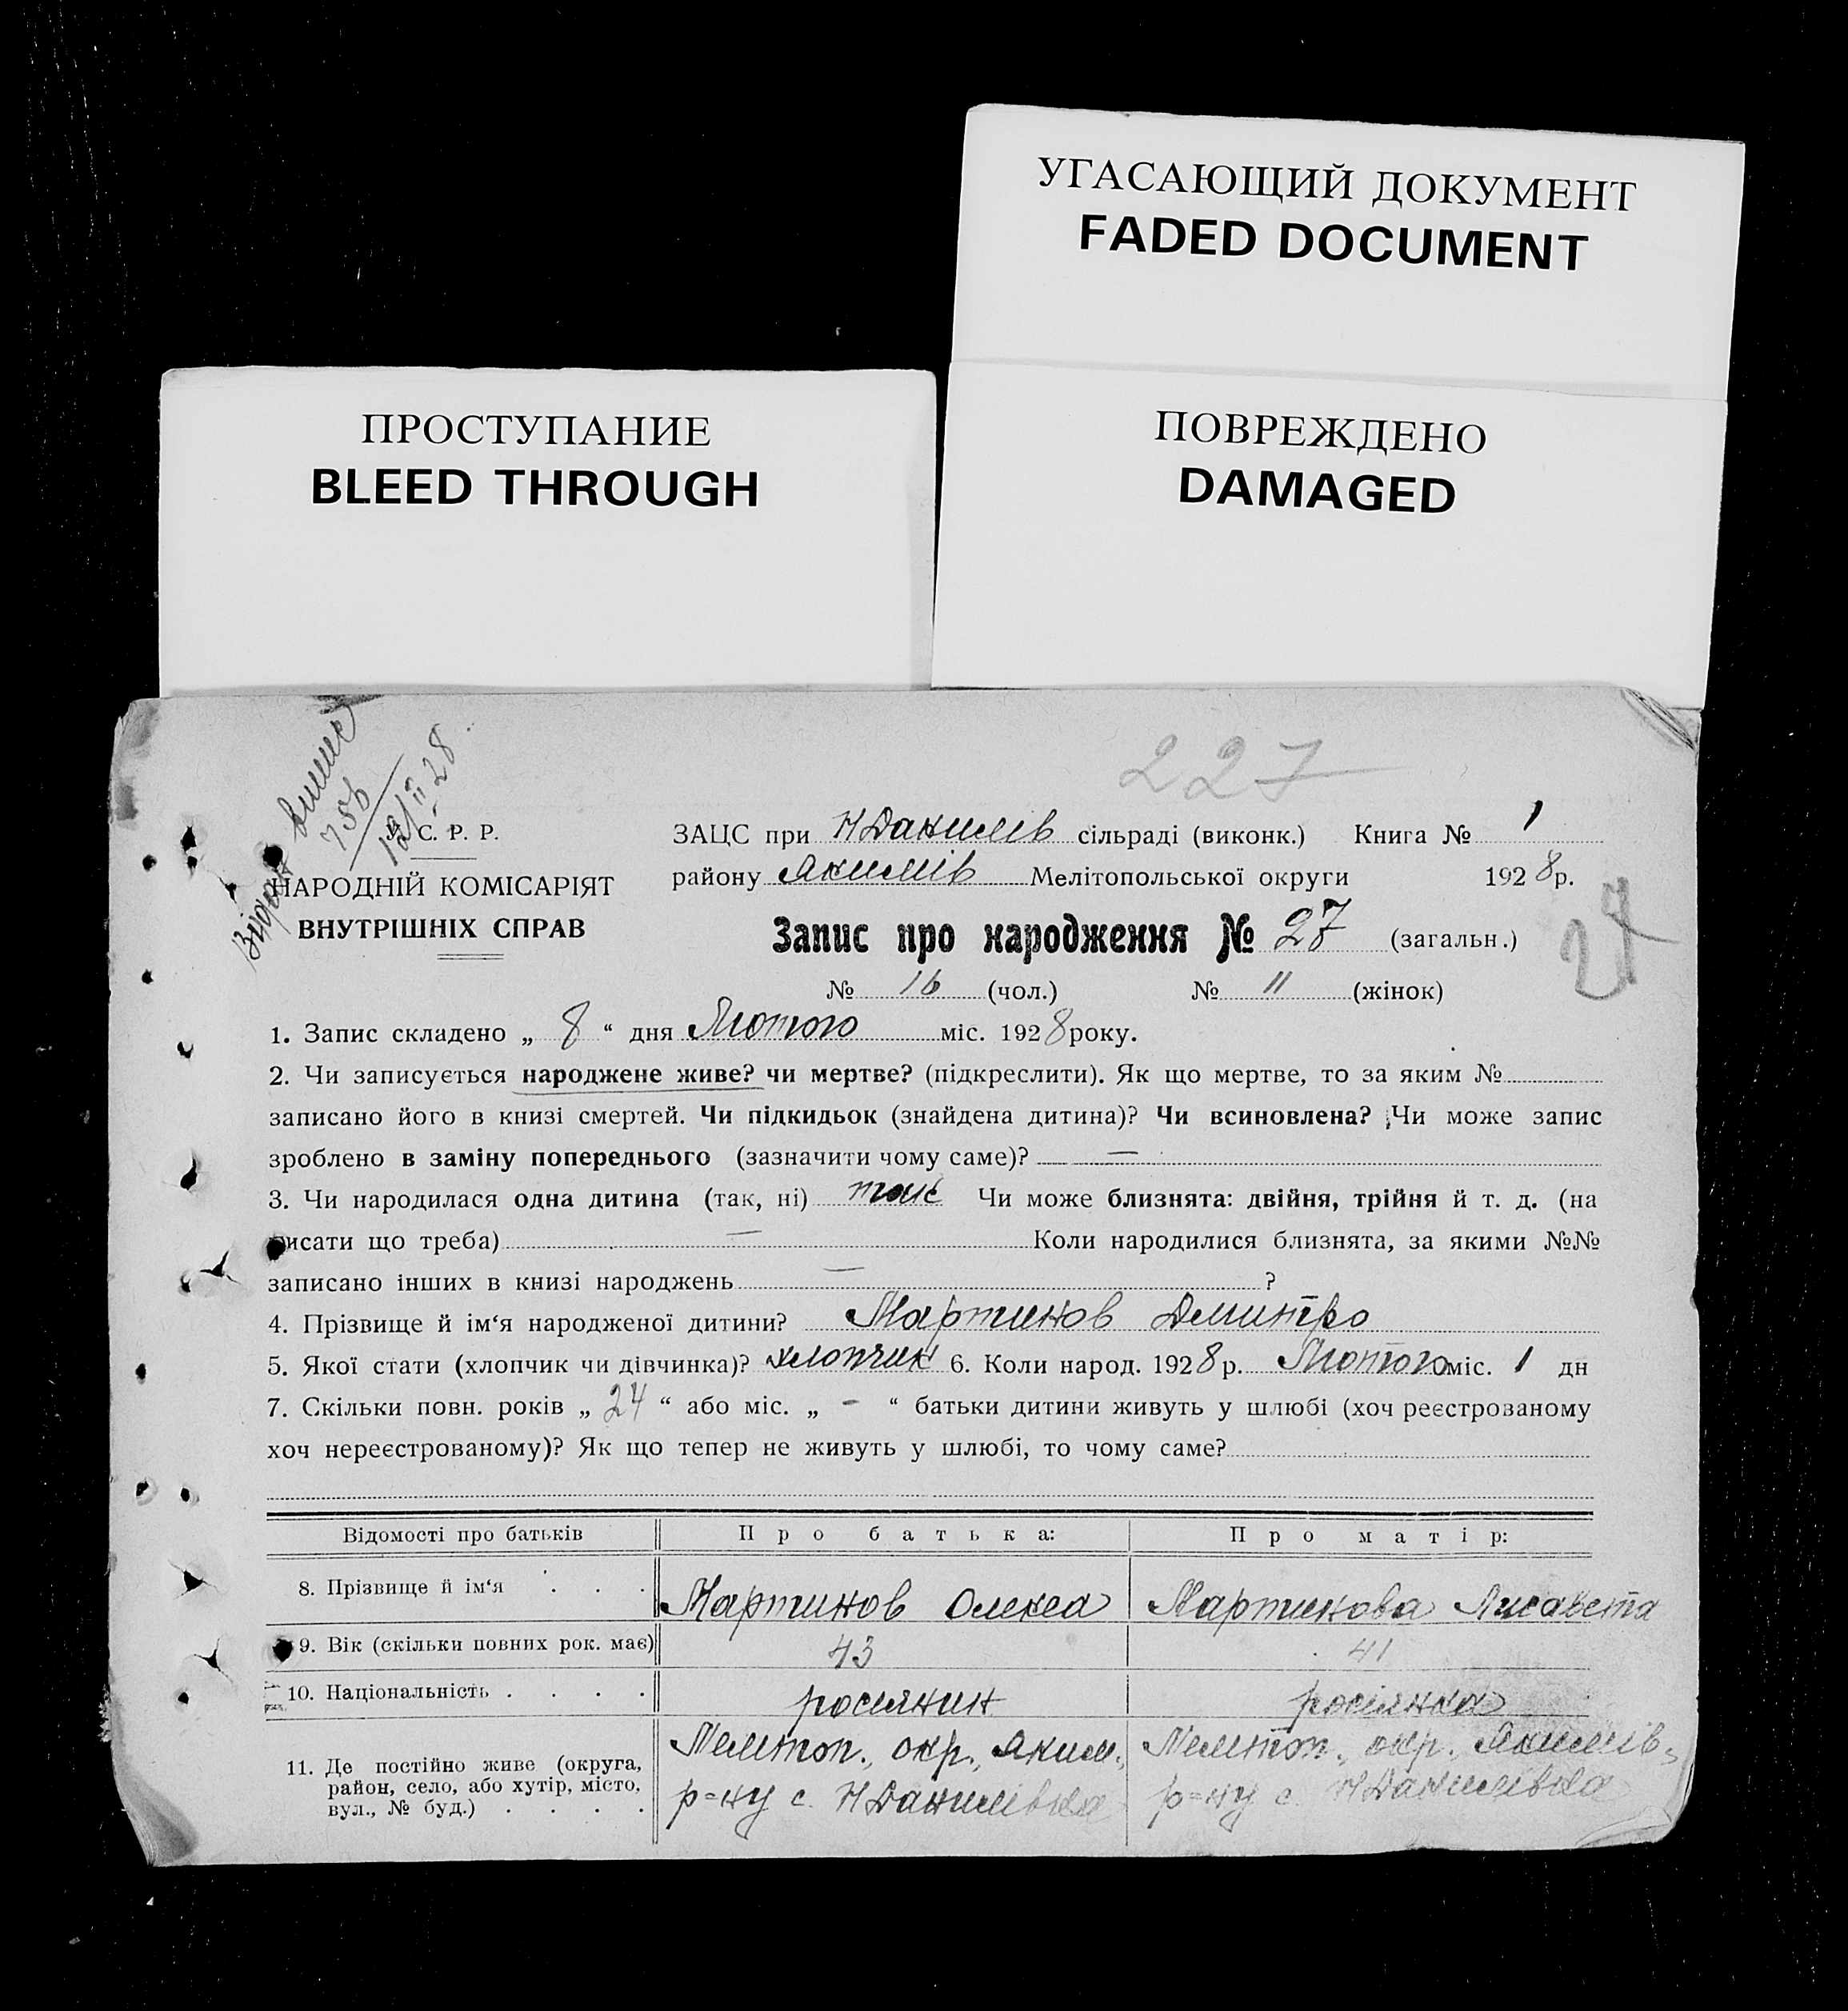 УГАСАЮЩИЙ ДОКУМЕНТ
FADED DOCUMENT
ПРОСТУПАНИЕ
BLEED THROUGH
ПОВРЕЖДЕНО
DAMAGED
227
Видан
756
12/II 28
У. С. Р. Р.
НАРОДНІЙ КОМІСАРІЯТ
ВНУТРІШНІХ СПРАВ
ЗАЦС при НДанилів сільраді (виконк.) Книга № 1
району Якимів Мелітопольської округи 1928 р.
Запис про народження № 27 (загальн.)
27
№ 16 (чол.) № 11 (жінок)
1. Запис складено „ 8 “ дня Лютого міс. 1928 року.
2. Чи записується народжене живе? чи мертве? (підкреслити). Як що мертве, то за яким №
записано його в книзі смертей. Чи підкидьок (знайдена дитина)? Чи всиновлена? Чи може запис
зроблено в заміну попереднього (зазначити чому саме)? —
3. Чи народилася одна дитина (так, ні) так Чи може близнята: двійня, трійня й т. д. (на
писати що треба) — Коли народилися близнята, за якими №№
записано інших в книзі народжень — ?
4. Прізвище й ім‘я народженої дитини? Мартинов Дмитро
5. Якої стати (хлопчик чи дівчинка)? хлопчик 6. Коли народ. 1928 р. Лютого міс. 1 дн
7. Скільки повн. років „ 24 “ або міс. „ - “ батьки дитини живуть у шлюбі (хоч реєстрованому
хоч нереєстрованому)? Як що тепер не живуть у шлюбі, то чому саме?
Відомості про батьків Про батька: Про матір:
8. Прізвище й ім‘я . . . Мартинов Олекса Мартинова Лисавета
9. Вік (скільки повних рок. має) 43 41
10. Національність . . . . росіянин росіянка
11. Де постійно живе (округа, район, село, або хутір, місто, вул., № буд.) . . . .
Мелітоп., окр., Яким., р=ну с. НДанилівка
Мелітоп., окр., Якимів., р=ну с. НДанилівка